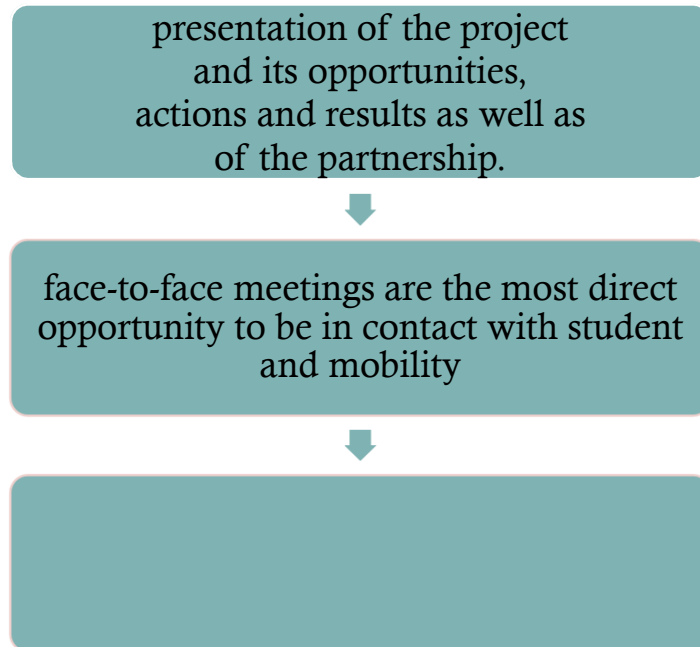 presentation of the project
and its opportunities,
actions and results as well as
of the partnership.
face-to-face meetings are the most direct
opportunity to be in contact with student
and mobility